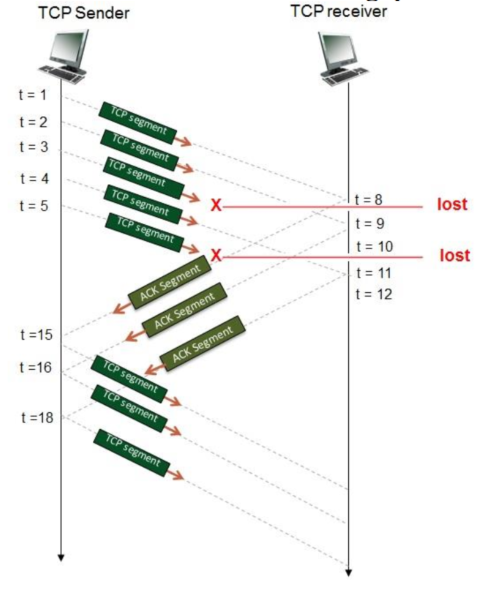 TCP Sender
TCP receiver
t = 1
t = 2
t = 3
t = 4
t = 5
TCP segment
TCP segment
TCP segment
TCP segment
TCP segment
X
lost
X
lost
t = 8
t = 9
t = 10
t = 11
t = 12
ACK Segment
ACK Segment
ACK Segment
t =15
t =16
t =18
TCP segment
TCP segment
TCP segment